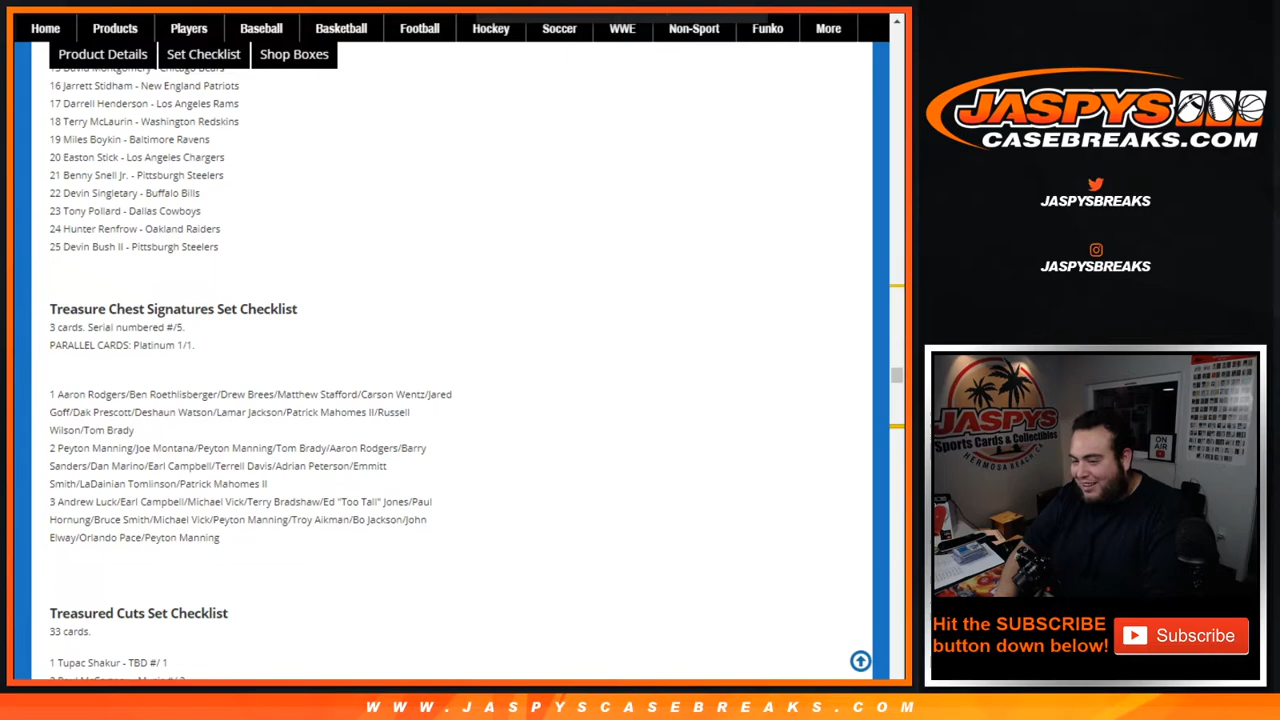 Home Products Players Baseball Basketball Football Hockey Soccer WWE Non-Sport Funko More
Product Details Set Checklist Shop Boxes
15 David Montgomery - Chicago Bears
16 Jarrett Stidham - New England Patriots
17 Darrell Henderson - Los Angeles Rams
18 Terry McLaurin - Washington Redskins
19 Miles Boykin - Baltimore Ravens
20 Easton Stick - Los Angeles Chargers
21 Benny Snell Jr. - Pittsburgh Steelers
22 Devin Singletary - Buffalo Bills
23 Tony Pollard - Dallas Cowboys
24 Hunter Renfrow - Oakland Raiders
25 Devin Bush II - Pittsburgh Steelers
Treasure Chest Signatures Set Checklist
3 cards. Serial numbered #/5.
PARALLEL CARDS: Platinum 1/1.
1 Aaron Rodgers/Ben Roethlisberger/Drew Brees/Matthew Stafford/Carson Wentz/Jared
Goff/Dak Prescott/Deshaun Watson/Lamar Jackson/Patrick Mahomes II/Russell
Wilson/Tom Brady
2 Peyton Manning/Joe Montana/Peyton Manning/Tom Brady/Aaron Rodgers/Barry
Sanders/Dan Marino/Earl Campbell/Terrell Davis/Adrian Peterson/Emmitt
Smith/LaDainian Tomlinson/Patrick Mahomes II
3 Andrew Luck/Earl Campbell/Michael Vick/Terry Bradshaw/Ed "Too Tall" Jones/Paul
Hornung/Bruce Smith/Michael Vick/Peyton Manning/Troy Aikman/Bo Jackson/John
Elway/Orlando Pace/Peyton Manning
Treasured Cuts Set Checklist
33 cards.
1 Tupac Shakur - TBD #/ 1
JASPYS
CASEBREAKS.COM
JASPYSBREAKS
JASPYSBREAKS
JASPYS
Sports Cards & Collectibles
HERMOSA BEACH CA
ON
AIR
Hit the SUBSCRIBE
button down below!
Subscribe
WWW.JASPYSCASEBREAKS.COM